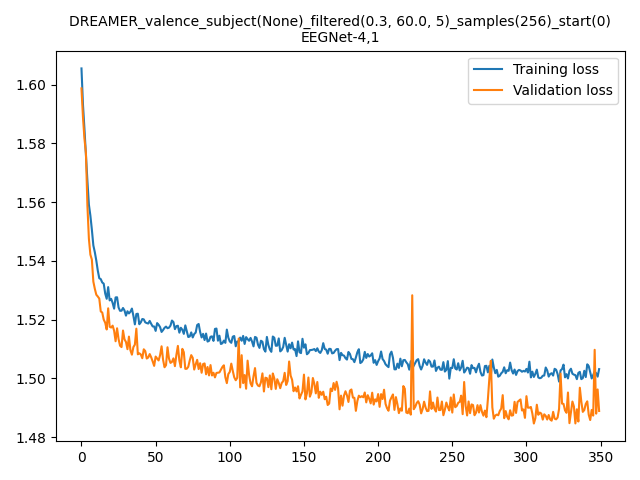 DREAMER_valence_subject(None)_filtered(0.3, 60.0, 5)_samples(256)_start(0)
EEGNet-4,1
Training loss
Validation loss
1.60
1.58
1.56
1.54
1.52
1.50
1.48
0 50 100 150 200 250 300 350